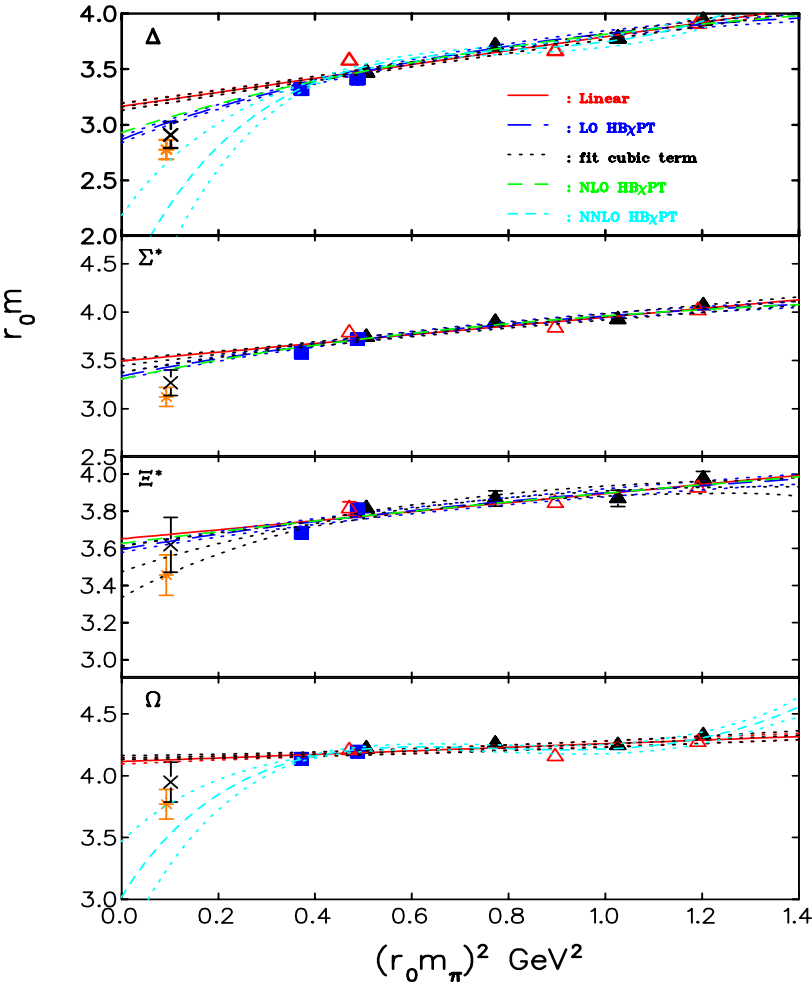 4.0
Δ
3.5
: Linear
3.0
: LO HBχPT
: fit cubic term
2.5
: NLO HBχPT
: NNLO HBχPT
2.0
Σ*
4.5
4.0
r₀m
3.5
3.0
2.5
4.0
Ξ*
3.8
3.6
3.4
3.2
3.0
Ω
4.5
4.0
3.5
3.0
0.0 0.2 0.4 0.6 0.8 1.0 1.2 1.4
(r₀mπ)² GeV²